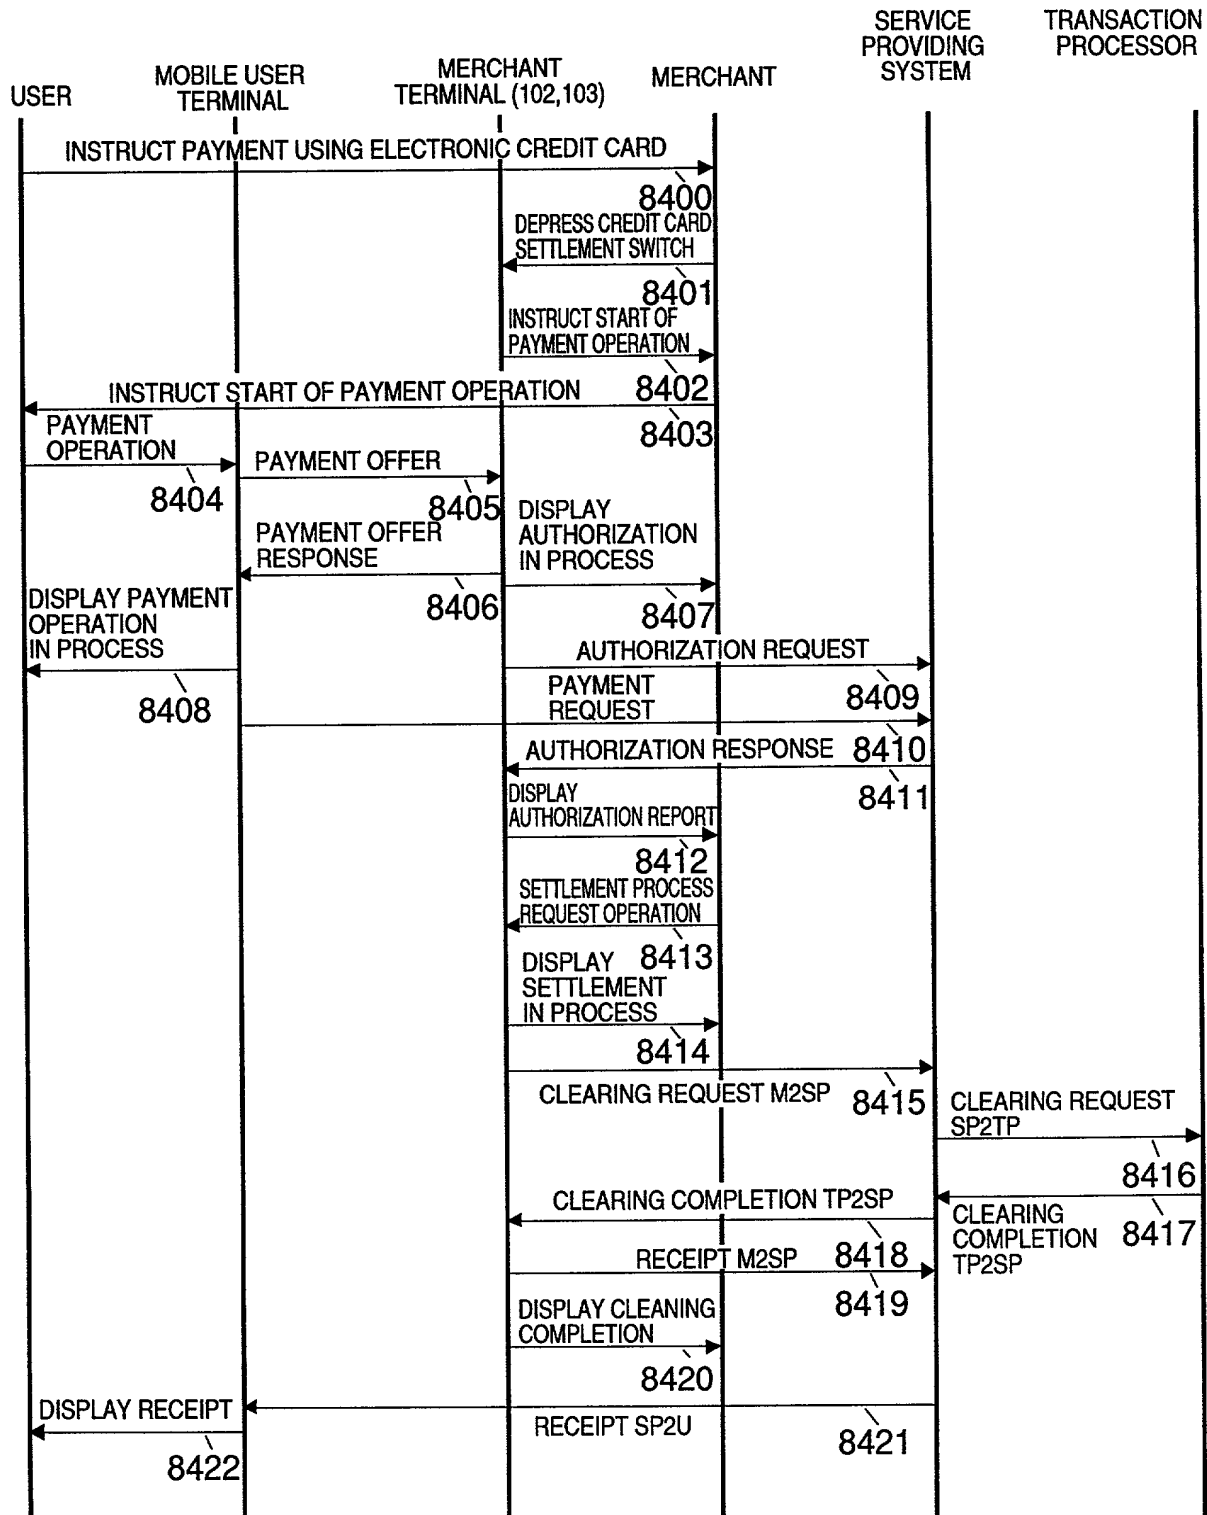 SERVICE
PROVIDING
SYSTEM
TRANSACTION
PROCESSOR
USER
MOBILE USER
TERMINAL
MERCHANT
TERMINAL (102,103)
MERCHANT
INSTRUCT PAYMENT USING ELECTRONIC CREDIT CARD
8400
DEPRESS CREDIT CARD
SETTLEMENT SWITCH
8401
INSTRUCT START OF
PAYMENT OPERATION
8402
INSTRUCT START OF PAYMENT OPERATION
8403
PAYMENT
OPERATION
8404
PAYMENT OFFER
8405
PAYMENT OFFER
RESPONSE
8406
DISPLAY
AUTHORIZATION
IN PROCESS
8407
DISPLAY PAYMENT
OPERATION
IN PROCESS
8408
AUTHORIZATION REQUEST
8409
PAYMENT
REQUEST
8410
AUTHORIZATION RESPONSE
8411
DISPLAY
AUTHORIZATION REPORT
8412
SETTLEMENT PROCESS
REQUEST OPERATION
8413
DISPLAY
SETTLEMENT
IN PROCESS
8414
CLEARING REQUEST M2SP
8415
CLEARING REQUEST
SP2TP
8416
CLEARING
COMPLETION
TP2SP
8417
CLEARING COMPLETION TP2SP
8418
RECEIPT M2SP
8419
DISPLAY CLEANING
COMPLETION
8420
RECEIPT SP2U
8421
DISPLAY RECEIPT
8422